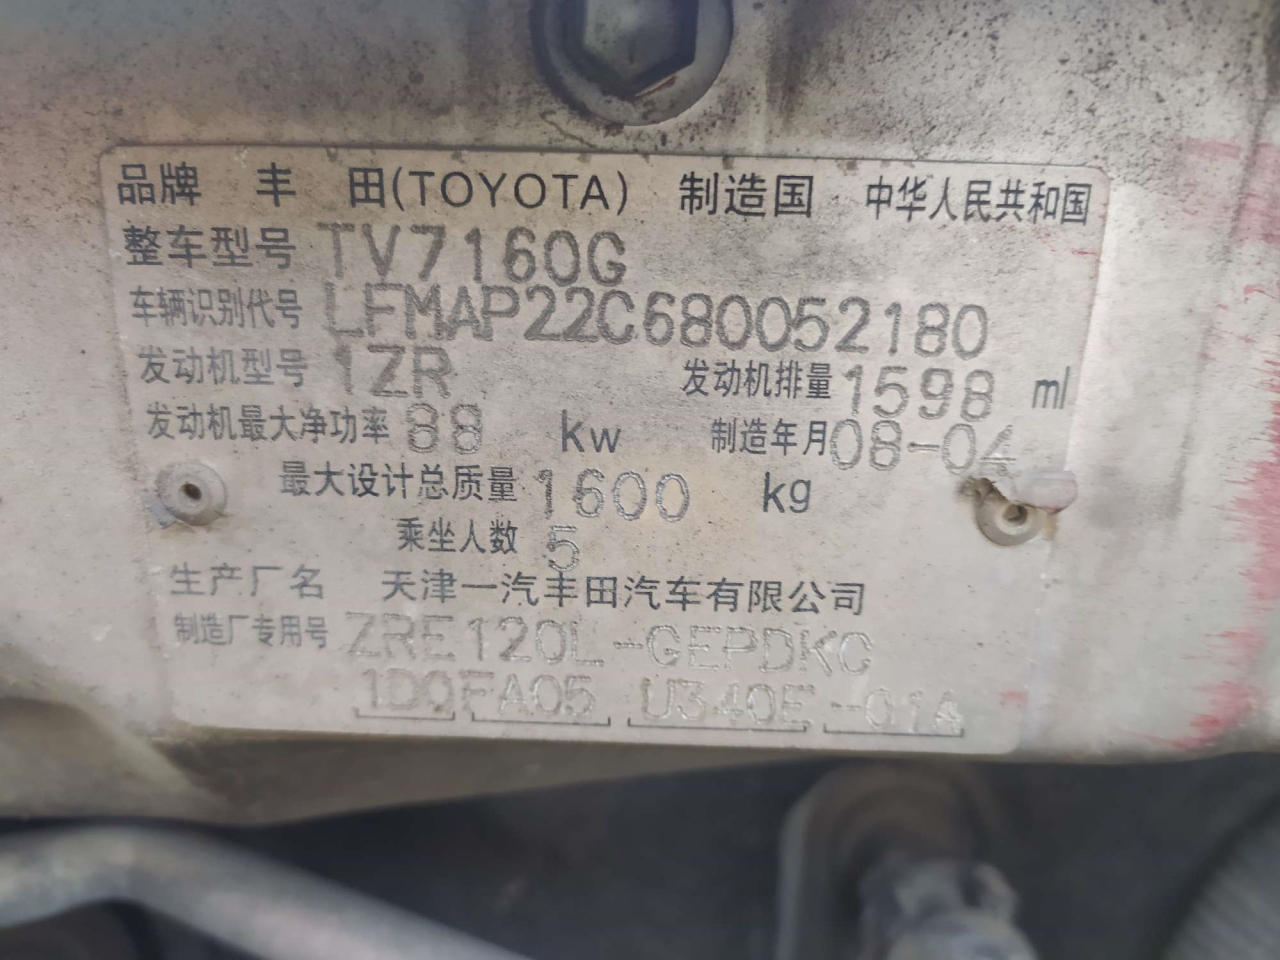 品牌 丰 田(TOYOTA) 制造国 中华人民共和国
整车型号 TV7160G
车辆识别代号 LFMAP22C680052180
发动机型号 1ZR 发动机排量 1598 ml
发动机最大净功率 88 kw 制造年月 08-04
最大设计总质量 1600 kg
乘坐人数 5
生产厂名 天津一汽丰田汽车有限公司
制造厂专用号 ZRE120L-GEPDKC
1D0FA05 U340E -01A